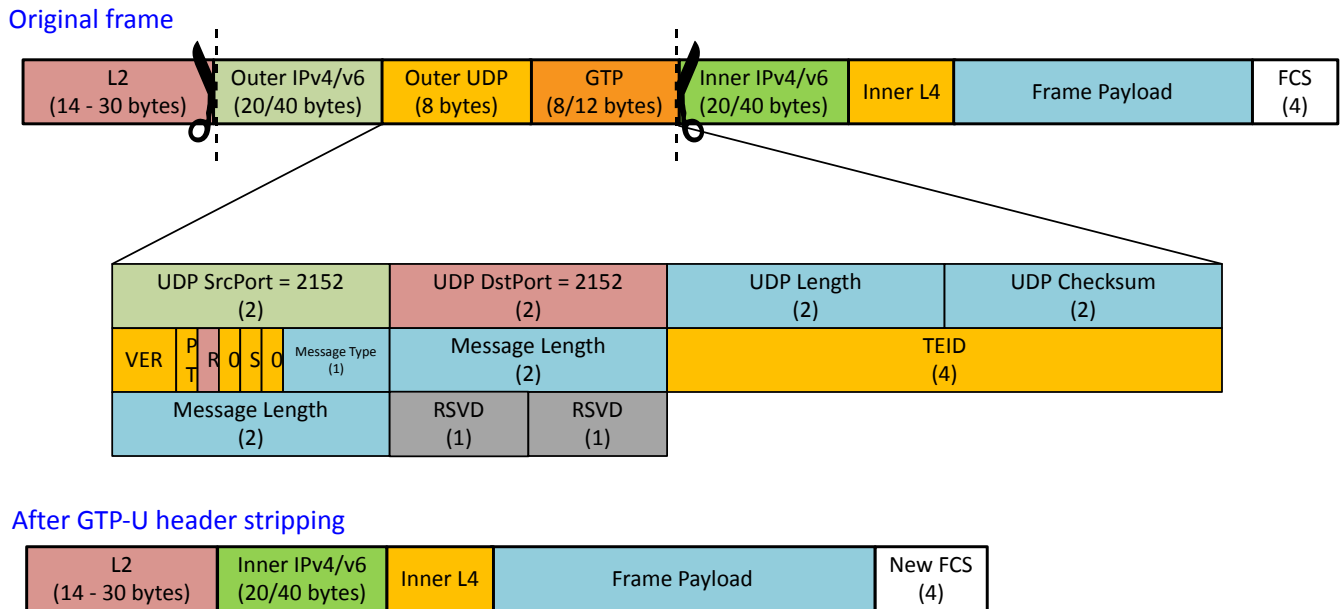 Original frame
L2
(14 - 30 bytes)
Outer IPv4/v6
(20/40 bytes)
Outer UDP
(8 bytes)
GTP
(8/12 bytes)
Inner IPv4/v6
(20/40 bytes)
Inner L4
Frame Payload
FCS
(4)
UDP SrcPort = 2152
(2)
UDP DstPort = 2152
(2)
UDP Length
(2)
UDP Checksum
(2)
VER
P
T
R
0
S
0
Message Type
(1)
Message Length
(2)
TEID
(4)
Message Length
(2)
RSVD
(1)
RSVD
(1)
After GTP-U header stripping
L2
(14 - 30 bytes)
Inner IPv4/v6
(20/40 bytes)
Inner L4
Frame Payload
New FCS
(4)